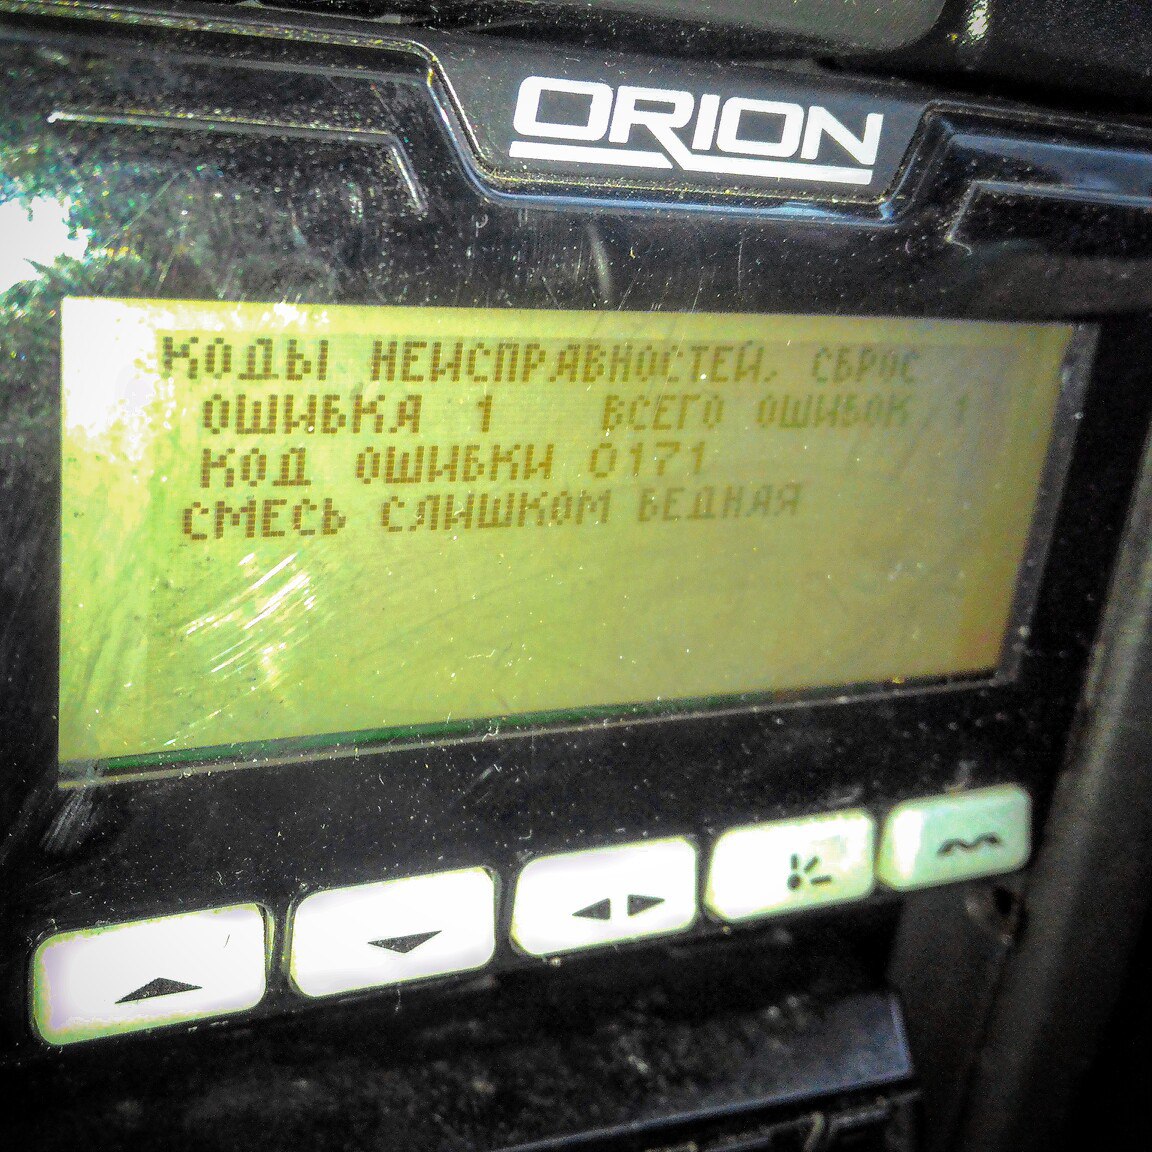 ORION
КОДЫ НЕИСПРАВНОСТЕЙ. СБРОС
ОШИБКА 1 ВСЕГО ОШИБОК 1
КОД ОШИБКИ 0171
СМЕСЬ СЛИШКОМ БЕДНАЯ